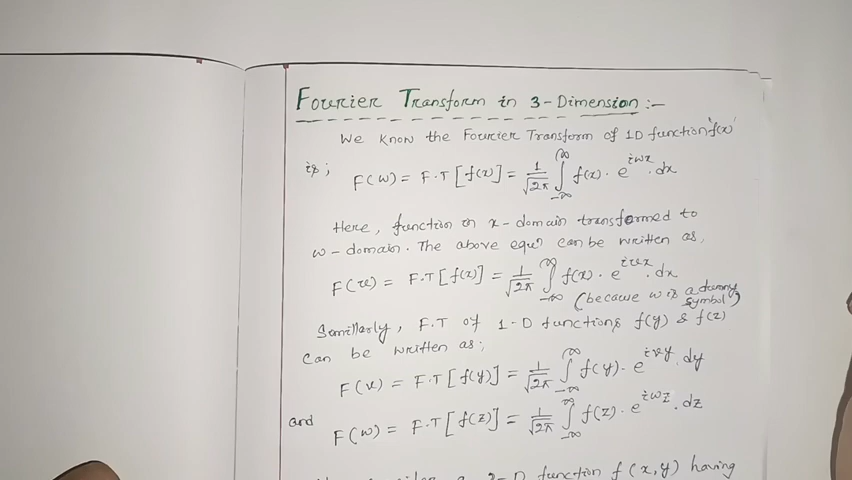 Fourier Transform in 3-Dimension :-
We know the Fourier Transform of 1D function 'f(x)'
is; F(w) = F.T [f(x)] = 1/√2π ∫_{-∞}^{∞} f(x) . e^{iwx} . dx
Here, function in x-domain transformed to
w-domain. The above equn can be written as,
F(u) = F.T [f(x)] = 1/√2π ∫_{-∞}^{∞} f(x) . e^{iux} . dx
(because w is a dummy symbol)
Similarly, F.T of 1-D functions f(y) & f(z)
can be written as;
F(v) = F.T [f(y)] = 1/√2π ∫_{-∞}^{∞} f(y) . e^{ivy} . dy
and F(w) = F.T [f(z)] = 1/√2π ∫_{-∞}^{∞} f(z) . e^{iwz} . dz
a 2-D function f(x,y) having